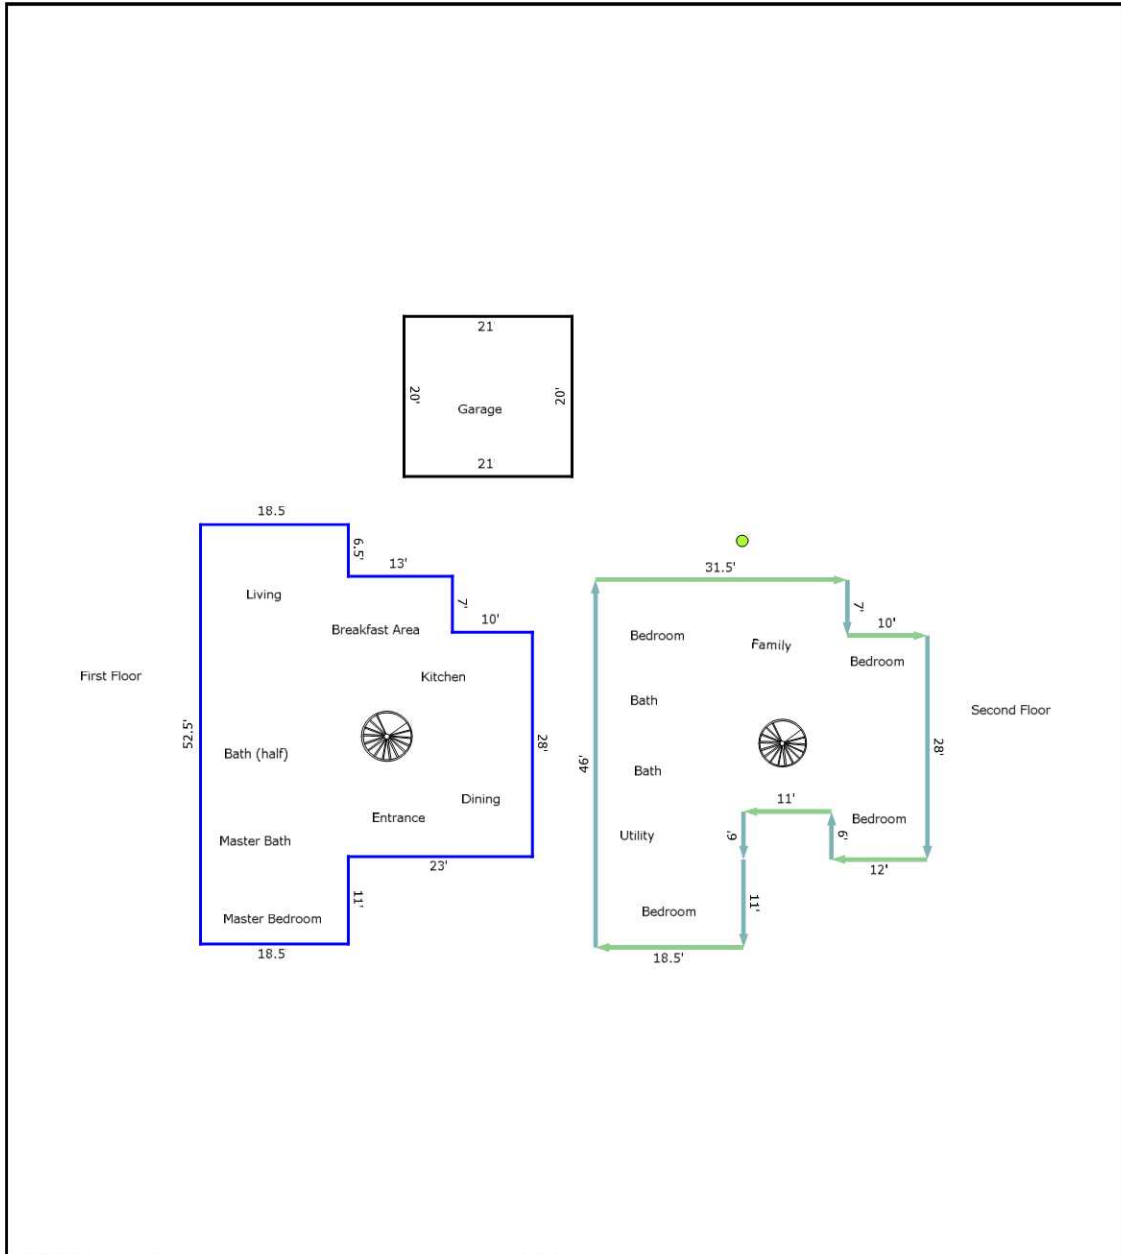 21'
20'
20'
Garage
21'
18.5
6.5'
13'
7'
10'
Living
Breakfast Area
Kitchen
First Floor
52.5'
28'
Bath (half)
Dining
Entrance
Master Bath
23'
11'
Master Bedroom
18.5
31.5'
7'
10'
Bedroom
Family
Bedroom
Bath
Second Floor
46'
28'
Bath
11'
Utility
6'
6'
Bedroom
12'
11'
Bedroom
18.5'